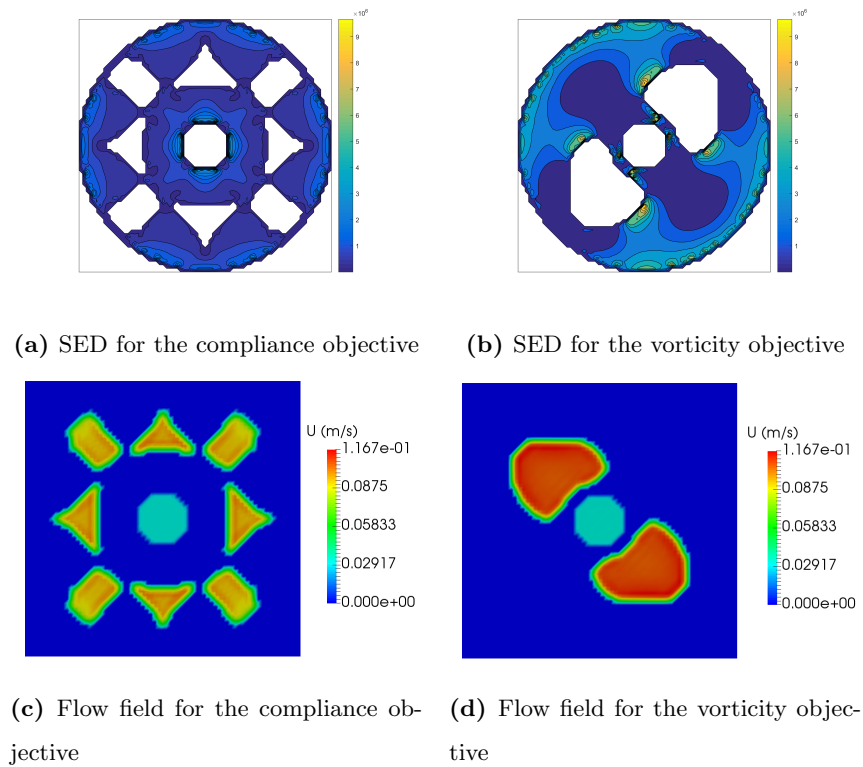 ×10⁶
9
8
7
6
5
4
3
2
1
×10⁶
9
8
7
6
5
4
3
2
1
(a) SED for the compliance objective
(b) SED for the vorticity objective
U (m/s)
1.167e-01
0.0875
0.05833
0.02917
0.000e+00
U (m/s)
1.167e-01
0.0875
0.05833
0.02917
0.000e+00
(c) Flow field for the compliance ob-
jective
(d) Flow field for the vorticity objec-
tive